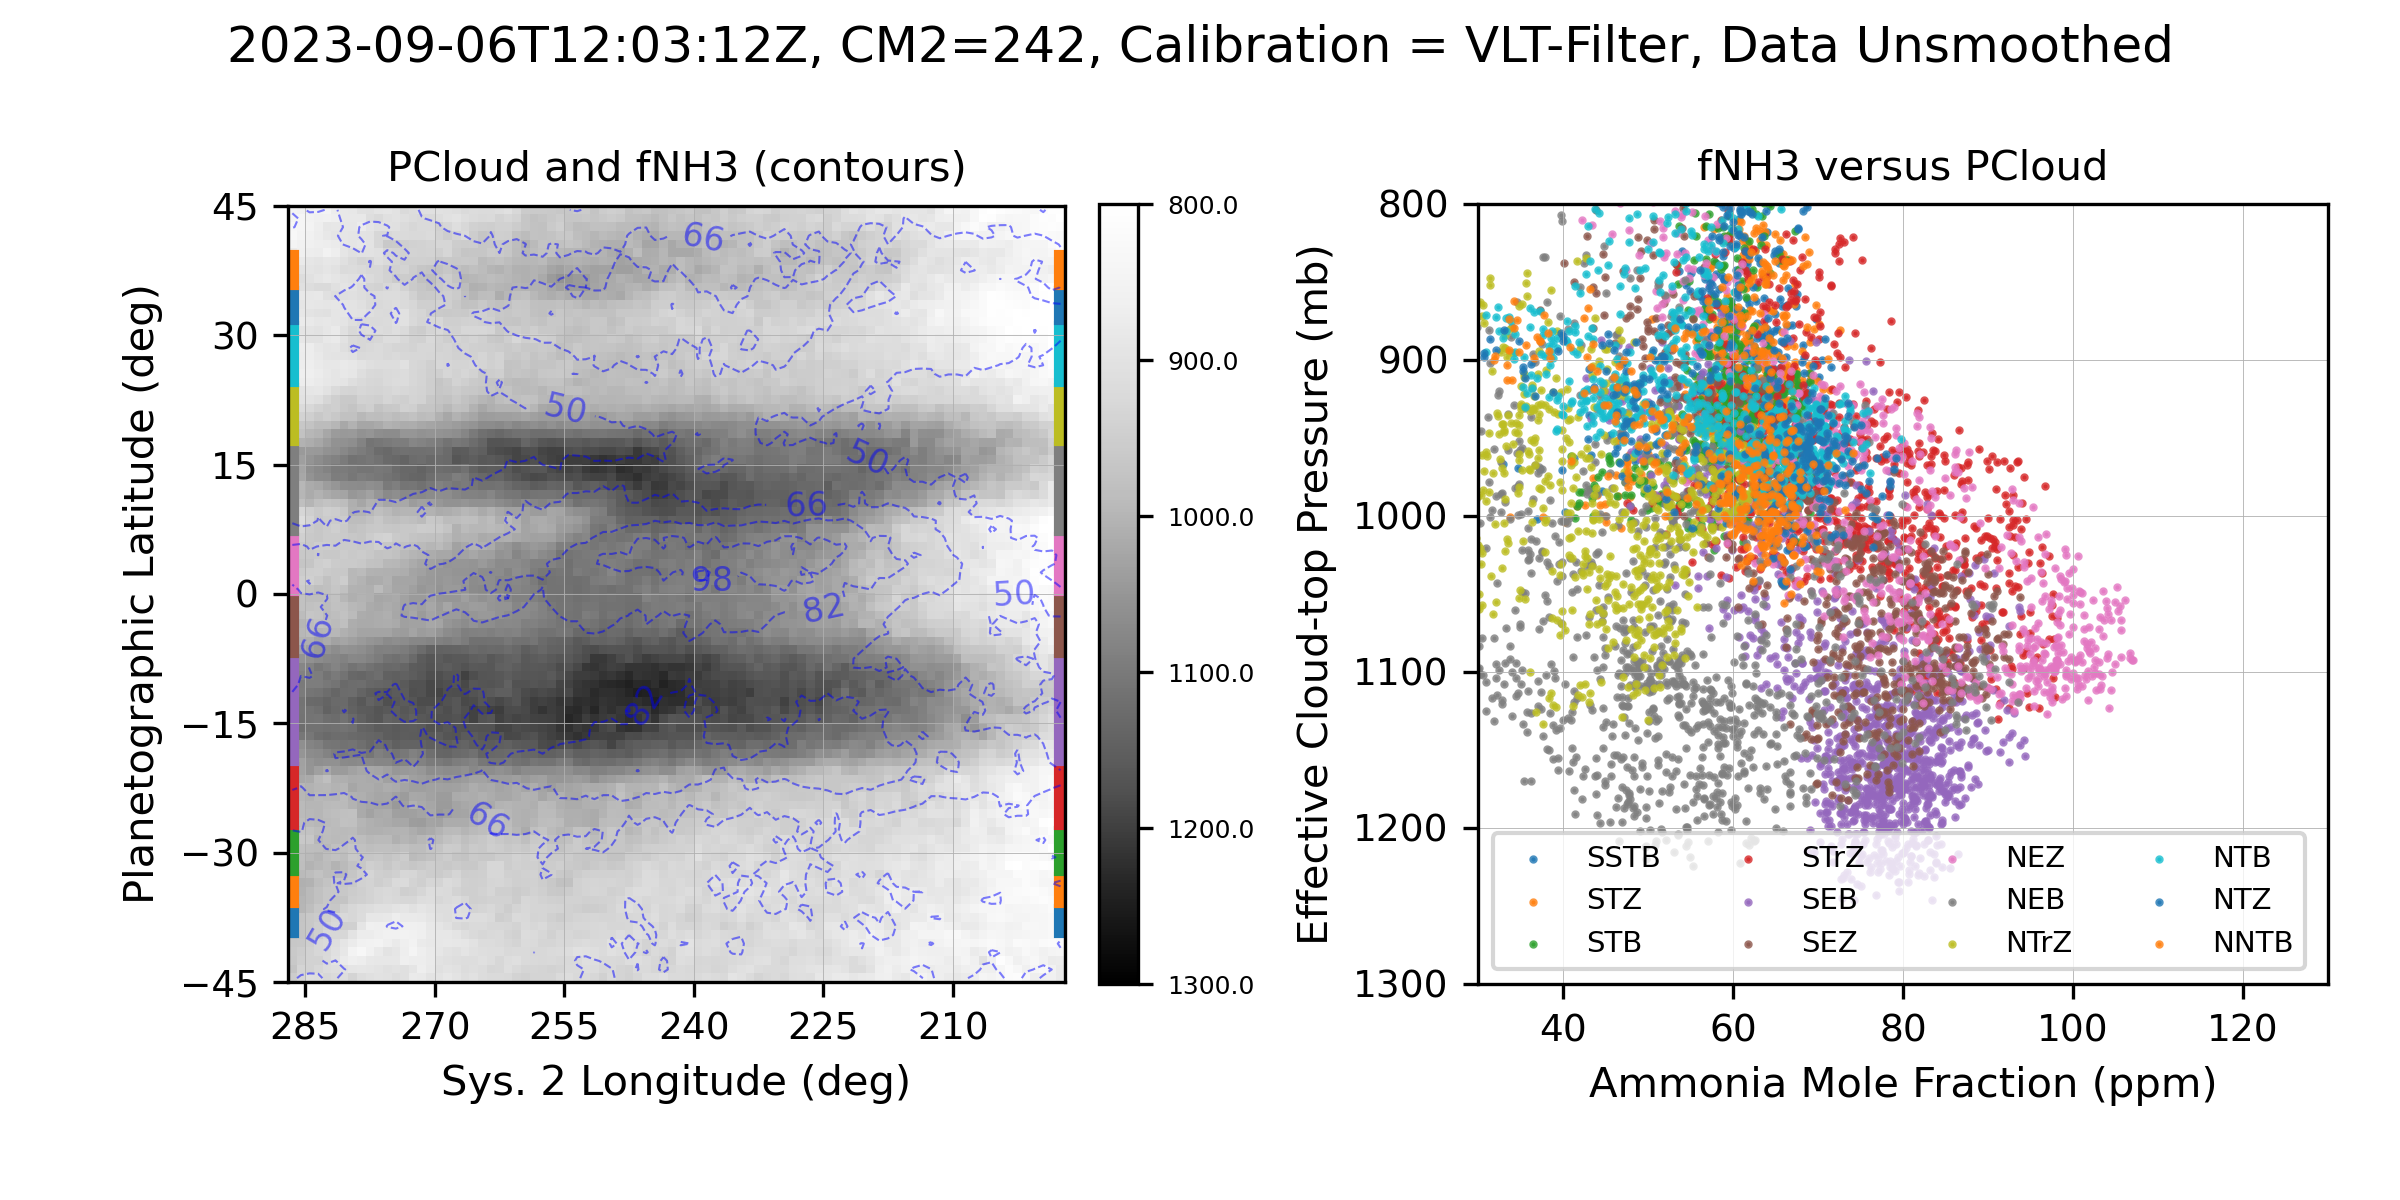 2023-09-06T12:03:12Z, CM2=242, Calibration = VLT-Filter, Data Unsmoothed
PCloud and fNH3 (contours)
Planetographic Latitude (deg)
45
30
15
0
−15
−30
−45
285
270
255
240
225
210
Sys. 2 Longitude (deg)
66
50
50
66
98
82
50
66
82
66
50
800.0
900.0
1000.0
1100.0
1200.0
1300.0
fNH3 versus PCloud
Effective Cloud-top Pressure (mb)
800
900
1000
1100
1200
1300
SSTB
STZ
STB
STrZ
SEB
SEZ
NEZ
NEB
NTrZ
NTB
NTZ
NNTB
40
60
80
100
120
Ammonia Mole Fraction (ppm)